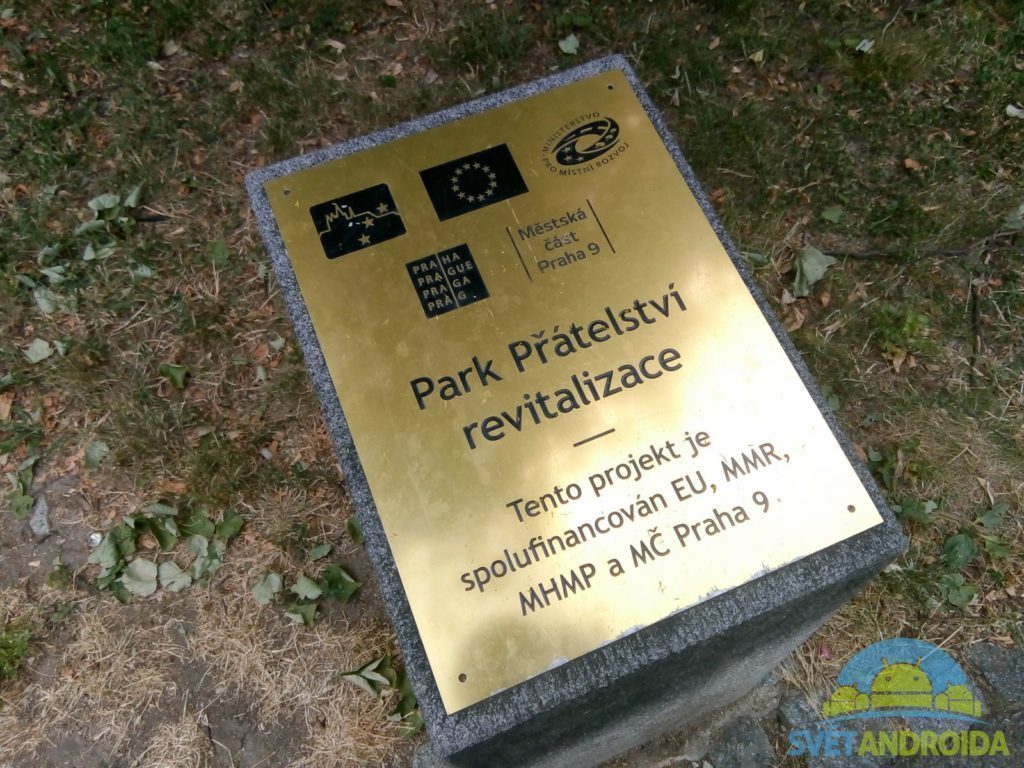 MINISTERSTVO
PRO MÍSTNÍ ROZVOJ
Městská
část
Praha 9
PRAHA
PRAGUE
PRAGA
PRAG
Park Přátelství
revitalizace
Tento projekt je
spolufinancován EU, MMR,
MHMP a MČ Praha 9
SVETANDROIDA